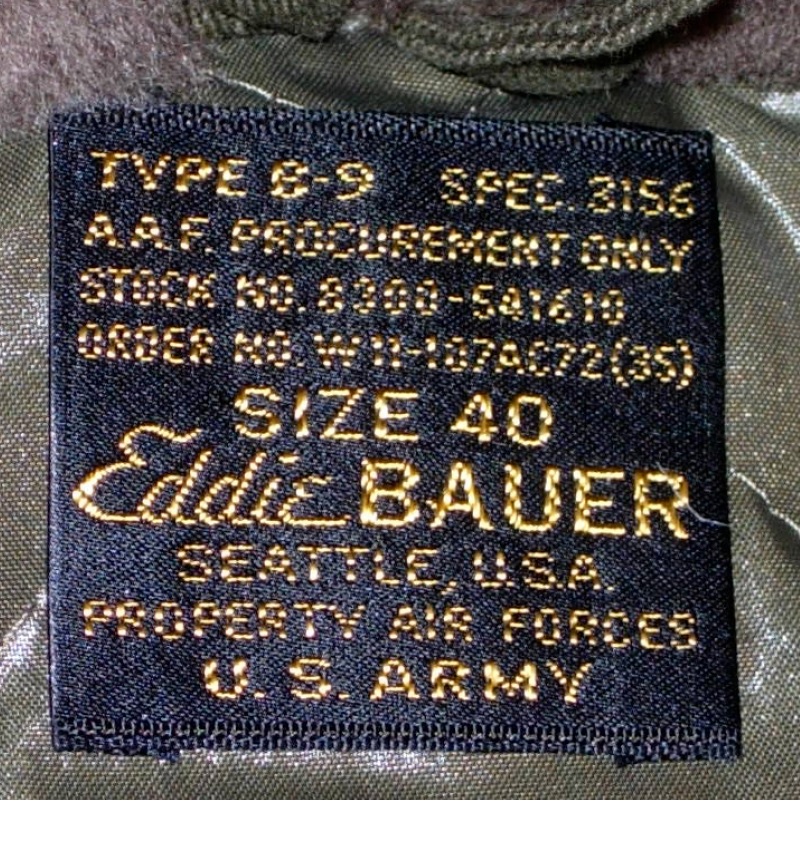 TYPE B-9 SPEC. 3156
A.A.F. PROCUREMENT ONLY
STOCK NO. 8300-541610
ORDER NO. W11-187AC72(35)
SIZE 40
Eddie BAUER
SEATTLE, U.S.A.
PROPERTY AIR FORCES
U.S. ARMY